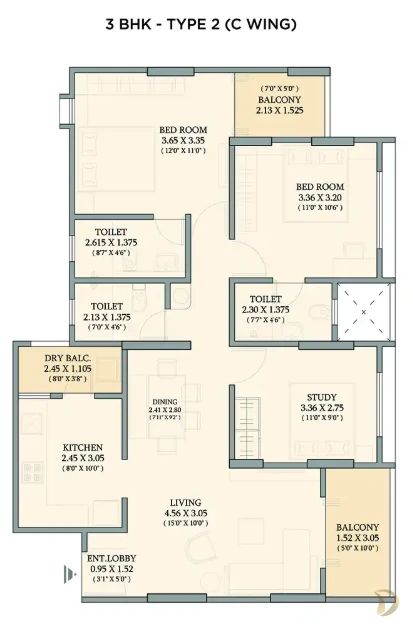 3 BHK - TYPE 2 (C WING)
(7'0" X 5'0")
BALCONY
2.13 X 1.525
BED ROOM
3.65 X 3.35
(12'0" X 11'0")
BED ROOM
3.36 X 3.20
(11'0" X 10'6")
TOILET
2.615 X 1.375
(8'7" X 4'6")
TOILET
2.13 X 1.375
(7'0" X 4'6")
TOILET
2.30 X 1.375
(7'7" X 4'6")
DRY BALC.
2.45 X 1.105
(8'0" X 3'8")
DINING
2.41 X 2.80
(7'11" X 9'2")
STUDY
3.36 X 2.75
(11'0" X 9'0")
KITCHEN
2.45 X 3.05
(8'0" X 10'0")
LIVING
4.56 X 3.05
(15'0" X 10'0")
BALCONY
1.52 X 3.05
(5'0" X 10'0")
ENT.LOBBY
0.95 X 1.52
(3'1" X 5'0")